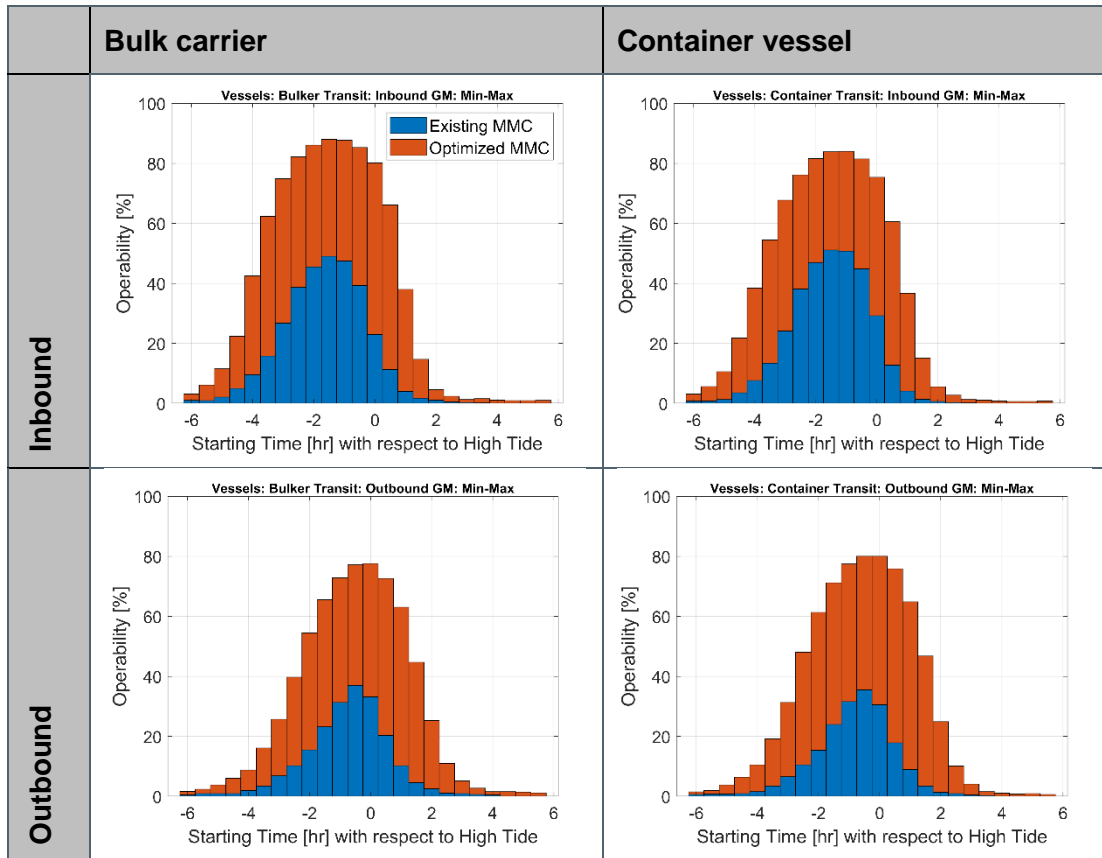 Bulk carrier
Container vessel
Inbound
Vessels: Bulker Transit: Inbound GM: Min-Max
Existing MMC
Optimized MMC
Operability [%]
100
80
60
40
20
0
-6 -4 -2 0 2 4 6
Starting Time [hr] with respect to High Tide
Vessels: Container Transit: Inbound GM: Min-Max
Operability [%]
100
80
60
40
20
0
-6 -4 -2 0 2 4 6
Starting Time [hr] with respect to High Tide
Outbound
Vessels: Bulker Transit: Outbound GM: Min-Max
Operability [%]
100
80
60
40
20
0
-6 -4 -2 0 2 4 6
Starting Time [hr] with respect to High Tide
Vessels: Container Transit: Outbound GM: Min-Max
Operability [%]
100
80
60
40
20
0
-6 -4 -2 0 2 4 6
Starting Time [hr] with respect to High Tide